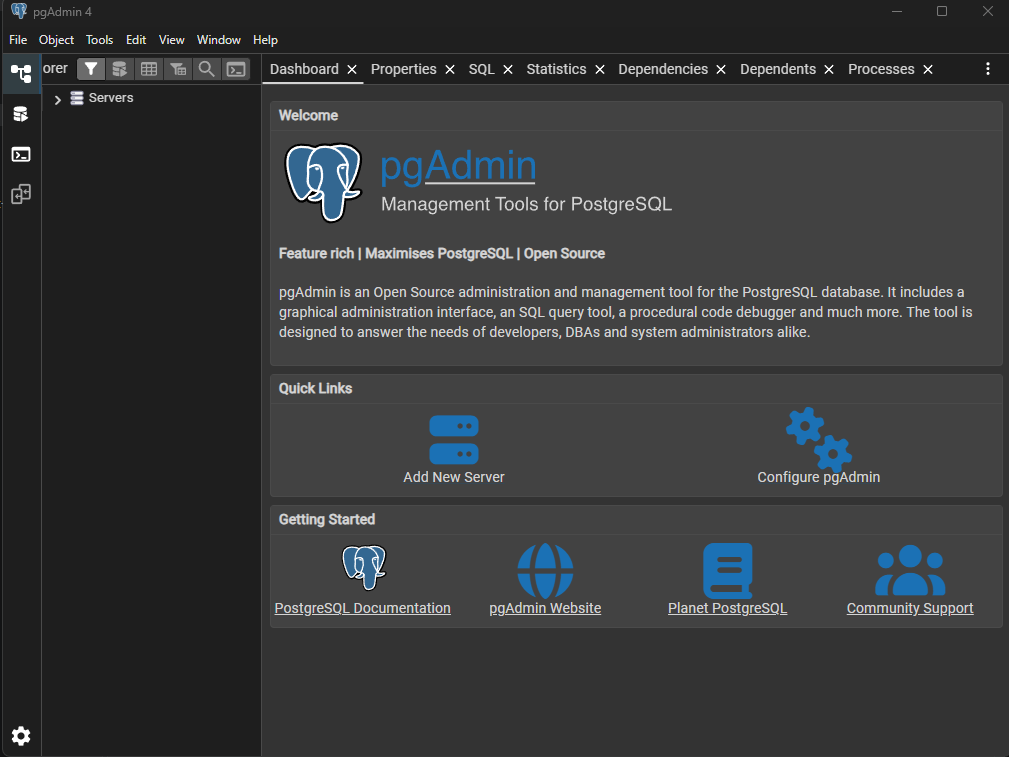 pgAdmin 4
File Object Tools Edit View Window Help
orer
Dashboard Properties SQL Statistics Dependencies Dependents Processes
Servers
Welcome
pgAdmin
Management Tools for PostgreSQL
Feature rich | Maximises PostgreSQL | Open Source
pgAdmin is an Open Source administration and management tool for the PostgreSQL database. It includes a
graphical administration interface, an SQL query tool, a procedural code debugger and much more. The tool is
designed to answer the needs of developers, DBAs and system administrators alike.
Quick Links
Add New Server
Configure pgAdmin
Getting Started
PostgreSQL Documentation
pgAdmin Website
Planet PostgreSQL
Community Support